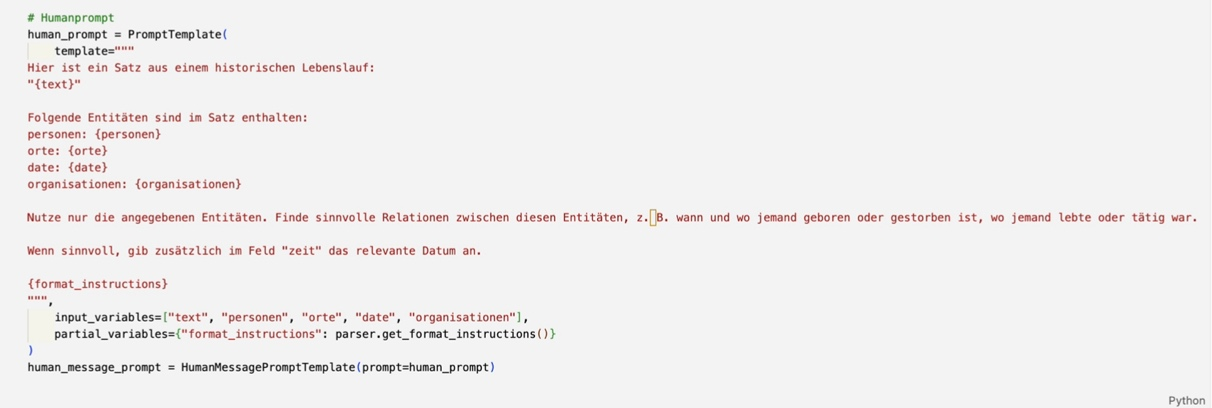 # Humanprompt
human_prompt = PromptTemplate(
    template="""
Hier ist ein Satz aus einem historischen Lebenslauf:
"{text}"

Folgende Entitäten sind im Satz enthalten:
personen: {personen}
orte: {orte}
date: {date}
organisationen: {organisationen}

Nutze nur die angegebenen Entitäten. Finde sinnvolle Relationen zwischen diesen Entitäten, z. B. wann und wo jemand geboren oder gestorben ist, wo jemand lebte oder tätig war.

Wenn sinnvoll, gib zusätzlich im Feld "zeit" das relevante Datum an.

{format_instructions}
""",
    input_variables=["text", "personen", "orte", "date", "organisationen"],
    partial_variables={"format_instructions": parser.get_format_instructions()}
)
human_message_prompt = HumanMessagePromptTemplate(prompt=human_prompt)
Python